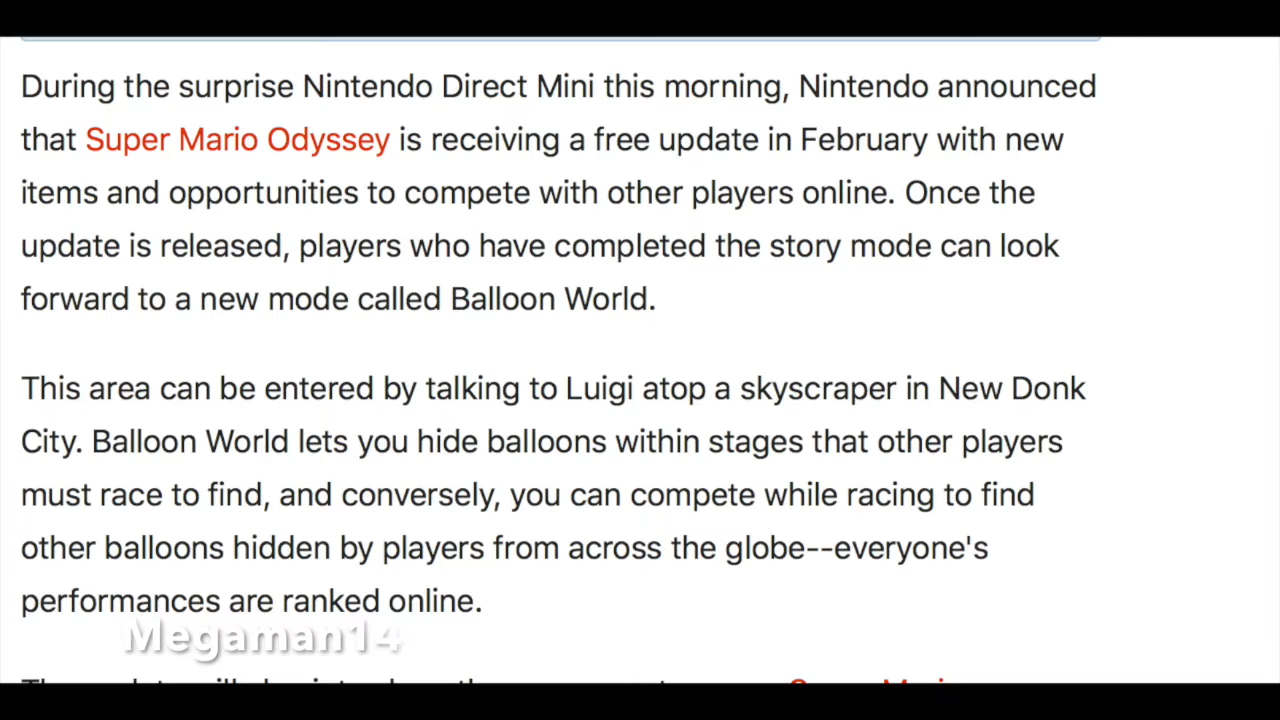 During the surprise Nintendo Direct Mini this morning, Nintendo announced
that Super Mario Odyssey is receiving a free update in February with new
items and opportunities to compete with other players online. Once the
update is released, players who have completed the story mode can look
forward to a new mode called Balloon World.
This area can be entered by talking to Luigi atop a skyscraper in New Donk
City. Balloon World lets you hide balloons within stages that other players
must race to find, and conversely, you can compete while racing to find
other balloons hidden by players from across the globe--everyone's
performances are ranked online.
Megaman14